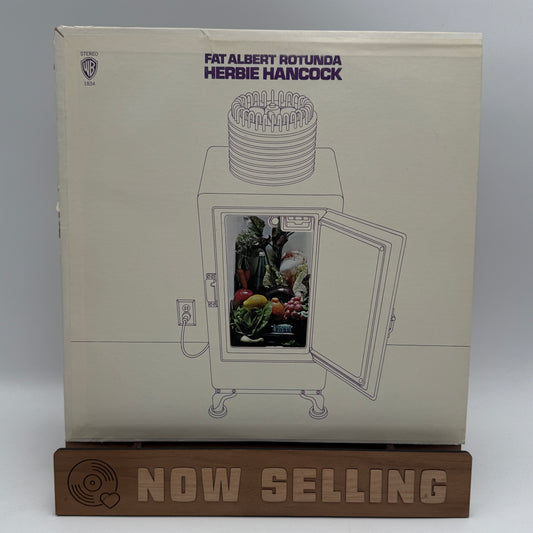 STEREO
WB
1834
FAT ALBERT ROTUNDA
HERBIE HANCOCK
NOW SELLING